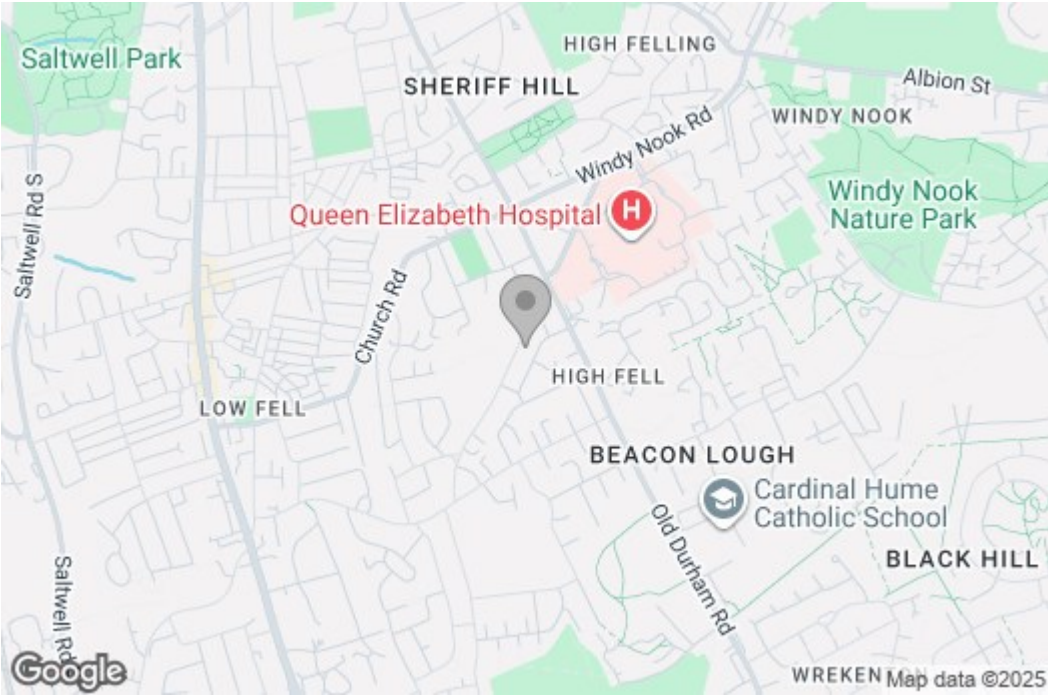 HIGH FELLING
Saltwell Park
SHERIFF HILL
Albion St
WINDY NOOK
Windy Nook Rd
Windy Nook
Nature Park
Saltwell Rd S
Queen Elizabeth Hospital
H
Church Rd
HIGH FELL
LOW FELL
BEACON LOUGH
Cardinal Hume
Catholic School
Old Durham Rd
BLACK HILL
Saltwell Rd
Google
WREKENTON
Map data ©2025